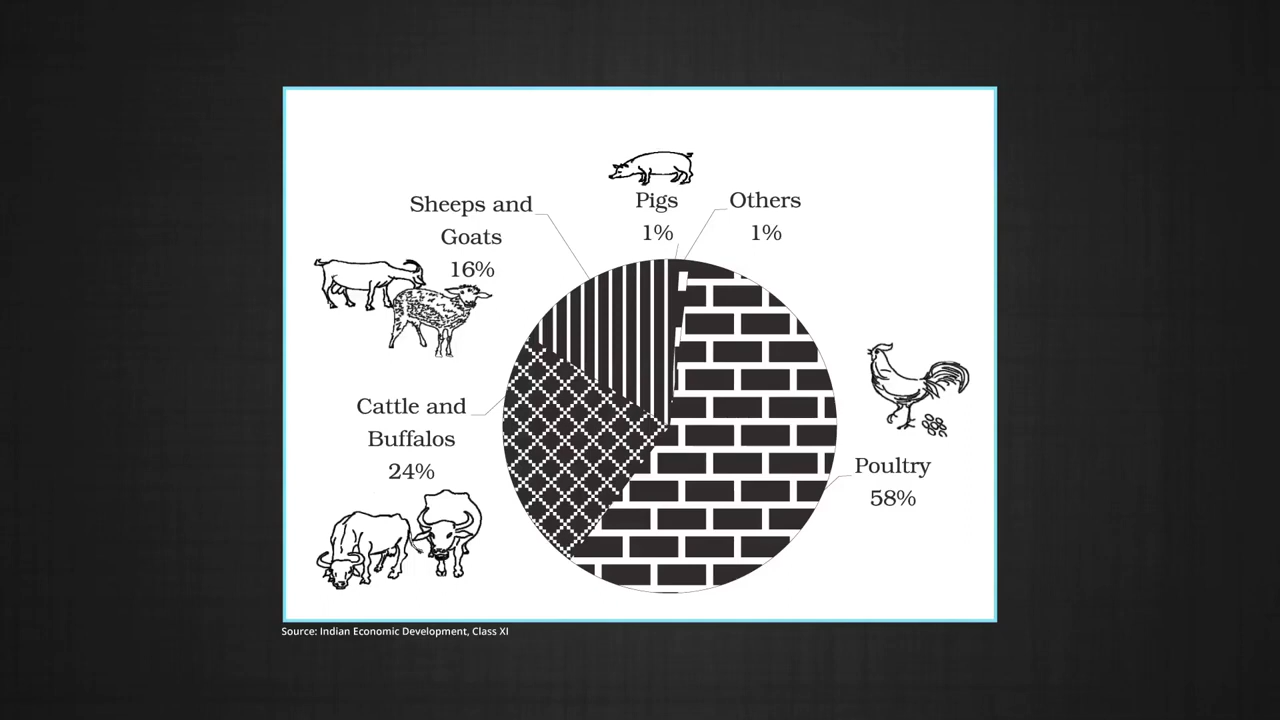 Pigs
1%
Others
1%
Sheeps and
Goats
16%
Cattle and
Buffalos
24%
Poultry
58%
Source: Indian Economic Development, Class XI